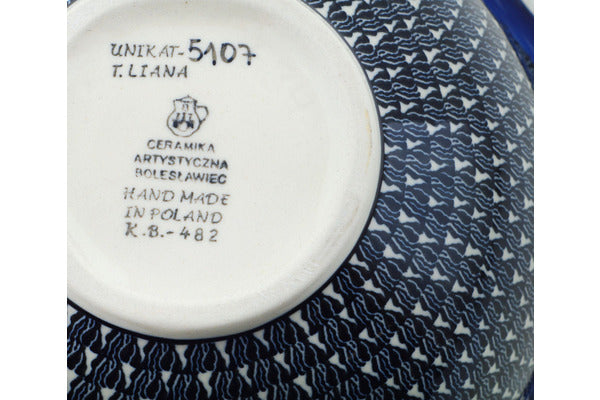 UNIKAT-5107
T.LIANA
CERAMIKA
ARTYSTYCZNA
BOLESŁAWIEC
HAND MADE
IN POLAND
K.B.-482